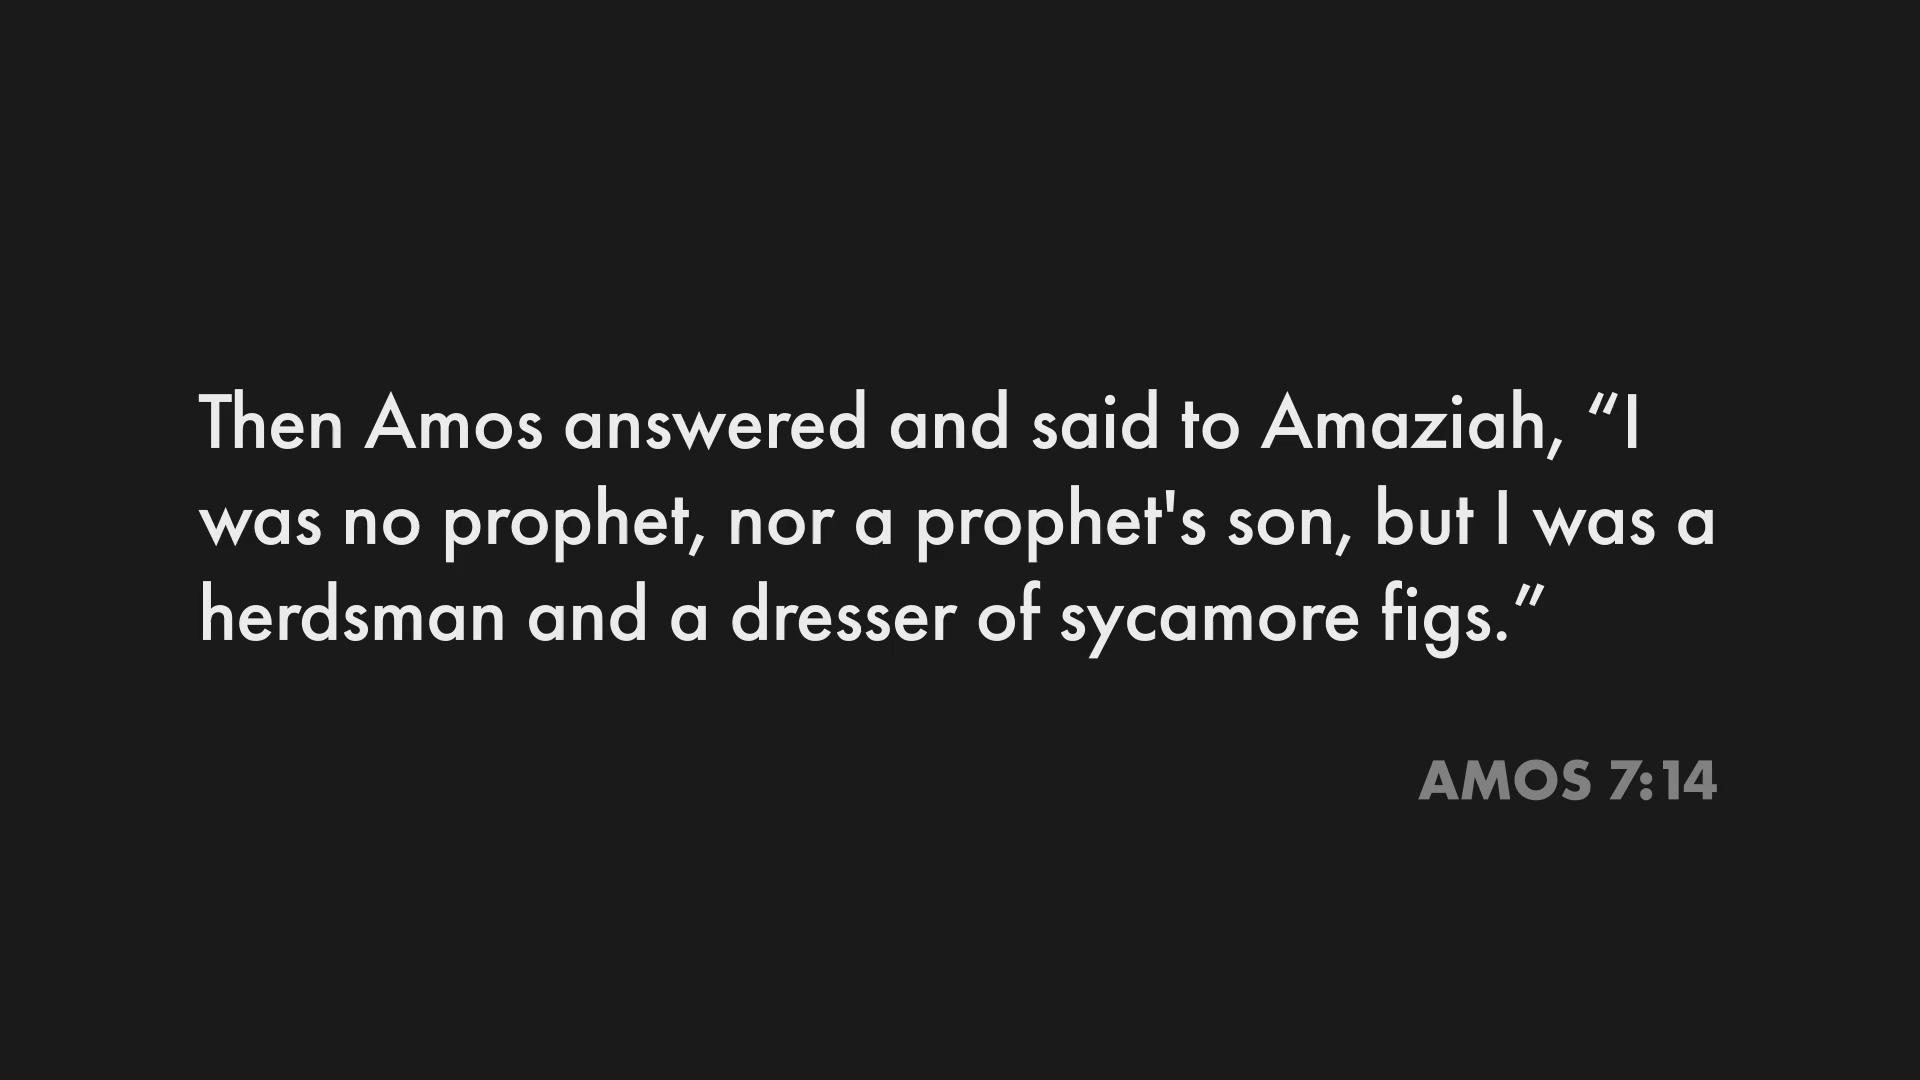 Then Amos answered and said to Amaziah, “I
was no prophet, nor a prophet's son, but I was a
herdsman and a dresser of sycamore figs.”
AMOS 7:14